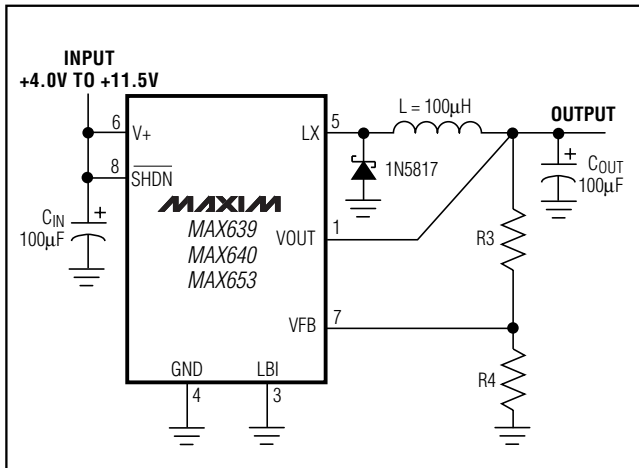 INPUT
+4.0V TO +11.5V
6
V+
8
SHDN
CIN
100µF
+
MAXIM
MAX639
MAX640
MAX653
LX
5
L = 100µH
OUTPUT
1N5817
+
COUT
100µF
VOUT
1
R3
VFB
7
R4
GND
4
LBI
3